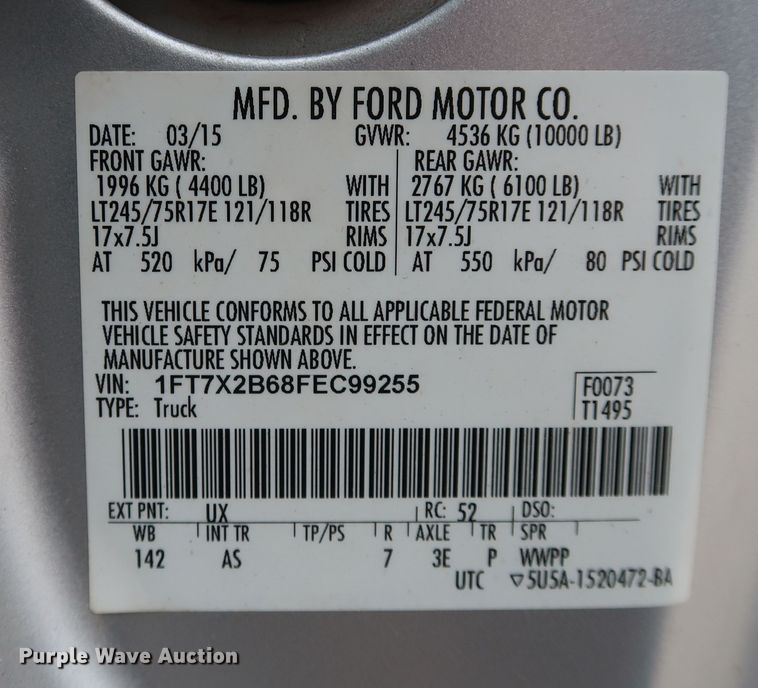 MFD. BY FORD MOTOR CO.
DATE: 03/15 GVWR: 4536 KG (10000 LB)
FRONT GAWR: REAR GAWR:
1996 KG ( 4400 LB) WITH 2767 KG ( 6100 LB) WITH
LT245/75R17E 121/118R TIRES LT245/75R17E 121/118R TIRES
17x7.5J RIMS 17x7.5J RIMS
AT 520 kPa/ 75 PSI COLD AT 550 kPa/ 80 PSI COLD
THIS VEHICLE CONFORMS TO ALL APPLICABLE FEDERAL MOTOR
VEHICLE SAFETY STANDARDS IN EFFECT ON THE DATE OF
MANUFACTURE SHOWN ABOVE.
VIN: 1FT7X2B68FEC99255 F0073
TYPE: Truck T1495
EXT PNT: UX RC: 52 DSO:
WB INT TR TP/PS R AXLE TR SPR
142 AS 7 3E P WWPP
UTC ▽5U5A-1520472-BA
Purple Wave Auction